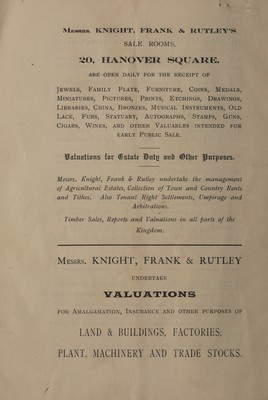 Messrs. KNIGHT, FRANK & RUTLEY'S
SALE ROOMS,
20, HANOVER SQUARE,
ARE OPEN DAILY FOR THE RECEIPT OF
Jewels, Family Plate, Furniture, Coins, Medals,
Miniatures, Pictures, Prints, Etchings, Drawings,
Libraries, China, Bronzes, Musical Instruments, Old
Lace, Furs, Statuary, Autographs, Stamps, Guns,
Cigars, Wines, and other Valuables intended for
early Public Sale.
Valuations for Estate Duty and Other Purposes.
Messrs. Knight, Frank & Rutley undertake the management
of Agricultural Estates, Collection of Town and Country Rents
and Tithes. Also Tenant Right Settlements, Umpirage and
Arbitrations.
Timber Sales, Reports and Valuations in all parts of the
Kingdom.
Messrs. KNIGHT, FRANK & RUTLEY
UNDERTAKE
VALUATIONS
for Amalgamation, Insurance and other purposes of
LAND & BUILDINGS, FACTORIES,
PLANT, MACHINERY AND TRADE STOCKS.